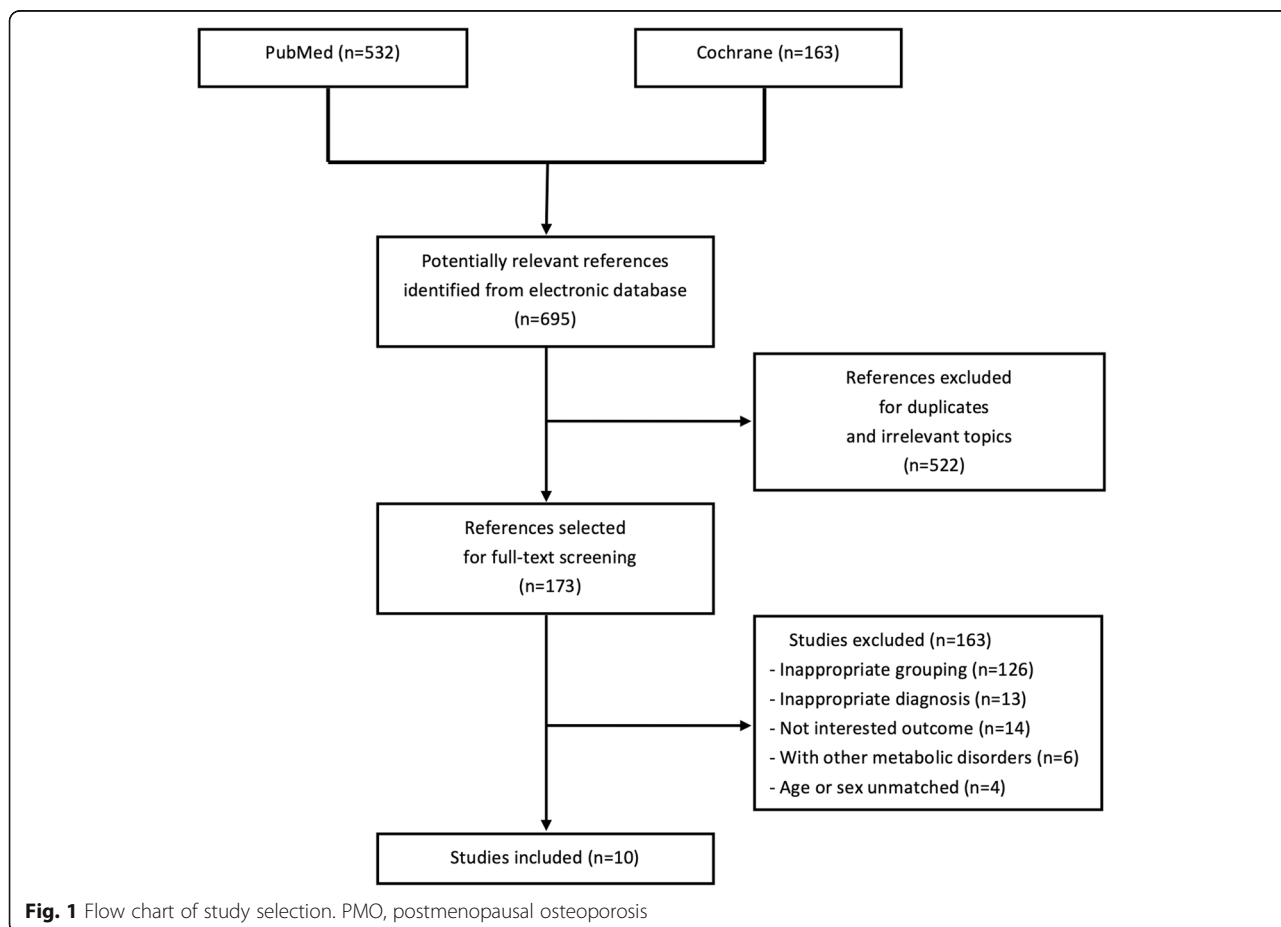 PubMed (n=532)
Cochrane (n=163)
Potentially relevant references
identified from electronic database
(n=695)
References excluded
for duplicates
and irrelevant topics
(n=522)
References selected
for full-text screening
(n=173)
Studies excluded (n=163)
- Inappropriate grouping (n=126)
- Inappropriate diagnosis (n=13)
- Not interested outcome (n=14)
- With other metabolic disorders (n=6)
- Age or sex unmatched (n=4)
Studies included (n=10)
Fig. 1 Flow chart of study selection. PMO, postmenopausal osteoporosis